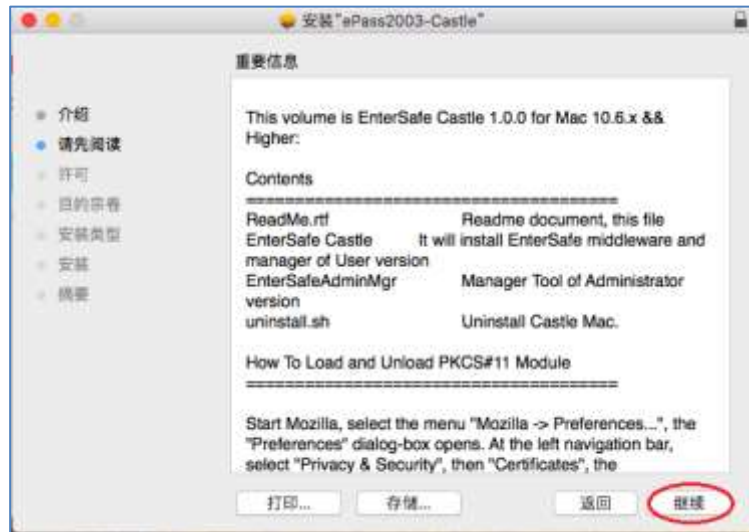 安装"ePass2003-Castle"
重要信息
介绍
请先阅读
许可
目的宗卷
安装类型
安装
摘要
This volume is EnterSafe Castle 1.0.0 for Mac 10.6.x &&
Higher:
Contents
========================================
ReadMe.rtf Readme document, this file
EnterSafe Castle It will install EnterSafe middleware and
manager of User version
EnterSafeAdminMgr Manager Tool of Administrator
version
uninstall.sh Uninstall Castle Mac.
How To Load and Unload PKCS#11 Module
========================================
Start Mozilla, select the menu "Mozilla -> Preferences...", the
"Preferences" dialog-box opens. At the left navigation bar,
select "Privacy & Security", then "Certificates", the
打印... 存储... 返回 继续